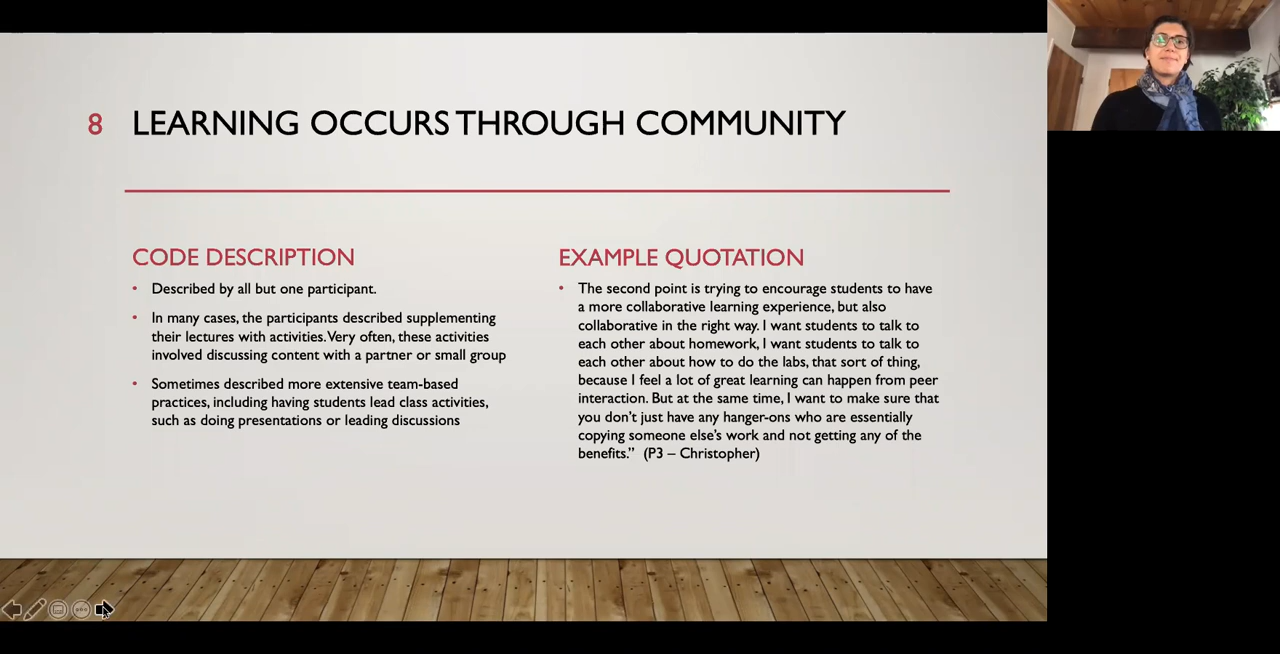 8 LEARNING OCCURS THROUGH COMMUNITY
CODE DESCRIPTION
• Described by all but one participant.
• In many cases, the participants described supplementing
their lectures with activities. Very often, these activities
involved discussing content with a partner or small group
• Sometimes described more extensive team-based
practices, including having students lead class activities,
such as doing presentations or leading discussions
EXAMPLE QUOTATION
• The second point is trying to encourage students to have
a more collaborative learning experience, but also
collaborative in the right way. I want students to talk to
each other about homework, I want students to talk to
each other about how to do the labs, that sort of thing,
because I feel a lot of great learning can happen from peer
interaction. But at the same time, I want to make sure that
you don’t just have any hanger-ons who are essentially
copying someone else’s work and not getting any of the
benefits.” (P3 – Christopher)